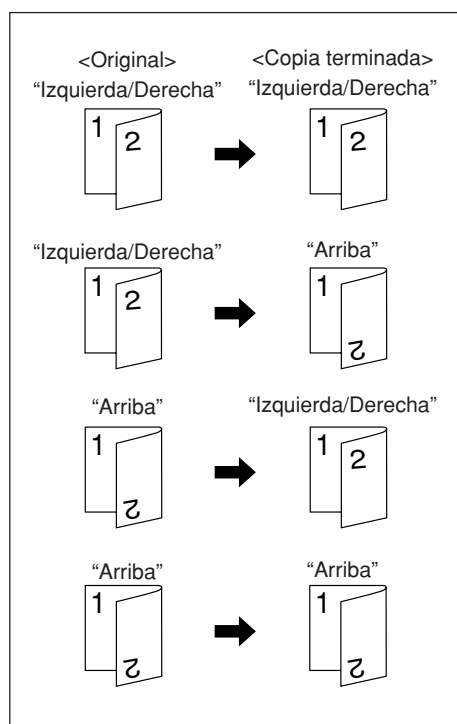 <Original> <Copia terminada>
“Izquierda/Derecha” “Izquierda/Derecha”
1 2 1 2
“Izquierda/Derecha” “Arriba”
1 2 1 2
“Arriba” “Izquierda/Derecha”
1 2 1 2
“Arriba” “Arriba”
1 2 1 2